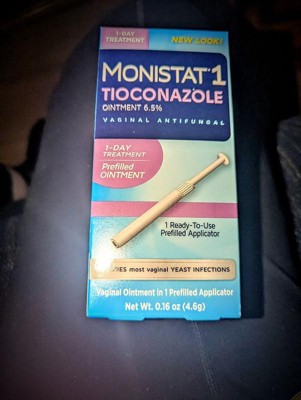 1-DAY
TREATMENT
NEW LOOK!
MONISTAT 1
TIOCONAZOLE
OINTMENT 6.5%
VAGINAL ANTIFUNGAL
1-DAY
TREATMENT
Prefilled
OINTMENT
1 Ready-To-Use
Prefilled Applicator
most vaginal YEAST INFECTIONS
Vaginal Ointment in 1 Prefilled Applicator
Net Wt. 0.16 oz (4.6g)